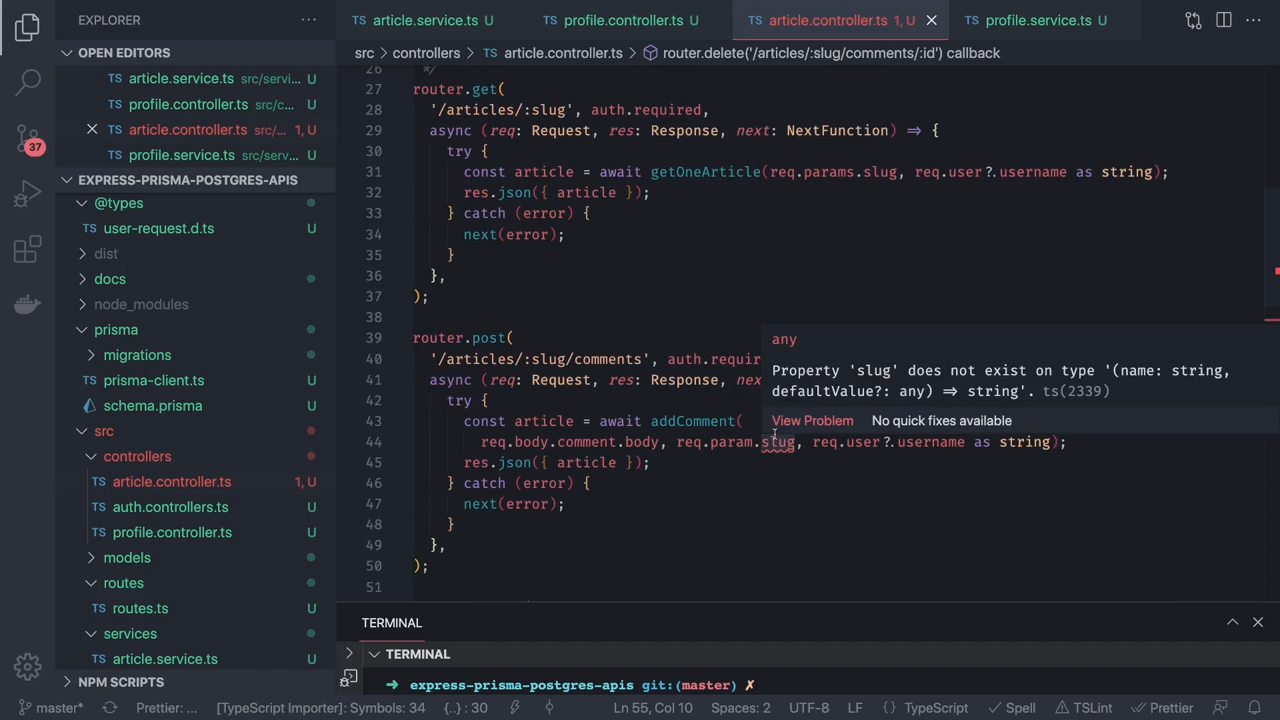 EXPLORER
OPEN EDITORS
TS article.service.ts src/servi... U
TS profile.controller.ts src/c... U
TS article.controller.ts src/... 1, U
TS profile.service.ts src/serv... U
EXPRESS-PRISMA-POSTGRES-APIS
@types
TS user-request.d.ts U
dist
docs
node_modules
prisma
migrations
TS prisma-client.ts U
schema.prisma U
src
controllers
TS article.controller.ts 1, U
TS auth.controllers.ts U
TS profile.controller.ts U
models
routes
TS routes.ts U
services
TS article.service.ts U
NPM SCRIPTS
37
TS article.service.ts U TS profile.controller.ts U TS article.controller.ts 1, U TS profile.service.ts U
src > controllers > TS article.controller.ts > router.delete('/articles/:slug/comments/:id') callback
26 */
27 router.get(
28 '/articles/:slug', auth.required,
29 async (req: Request, res: Response, next: NextFunction) => {
30 try {
31 const article = await getOneArticle(req.params.slug, req.user?.username as string);
32 res.json({ article });
33 } catch (error) {
34 next(error);
35 }
36 },
37 );
38
39 router.post(
40 '/articles/:slug/comments', auth.requir
41 async (req: Request, res: Response, nex
42 try {
43 const article = await addComment(
44 req.body.comment.body, req.param.slug, req.user?.username as string);
45 res.json({ article });
46 } catch (error) {
47 next(error);
48 }
49 },
50 );
51
any
Property 'slug' does not exist on type '(name: string,
defaultValue?: any) => string'. ts(2339)
View Problem No quick fixes available
TERMINAL
TERMINAL
➜ express-prisma-postgres-apis git:(master) ✗
master* Prettier: ... [TypeScript Importer]: Symbols: 34 {..} : 30 Ln 55, Col 10 Spaces: 2 UTF-8 LF TypeScript Spell TSLint Prettier